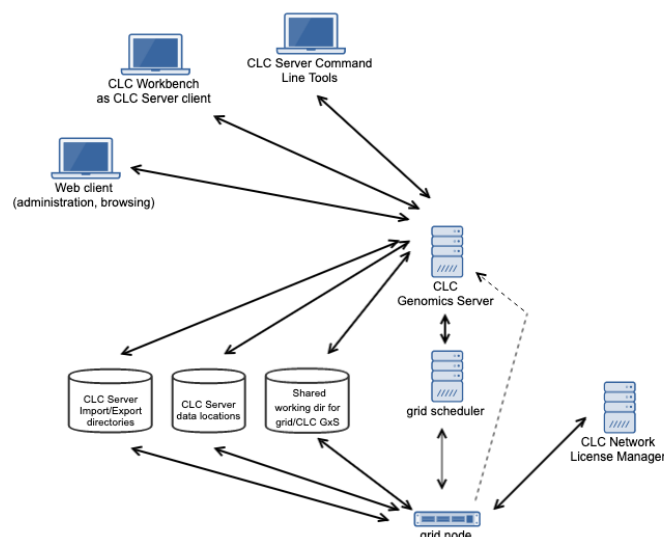 CLC Server Command
Line Tools
CLC Workbench
as CLC Server client
Web client
(administration, browsing)
CLC
Genomics Server
CLC Server
Import/Export
directories
CLC Server
data locations
Shared
working dir for
grid/CLC GxS
grid scheduler
CLC Network
License Manager
grid node